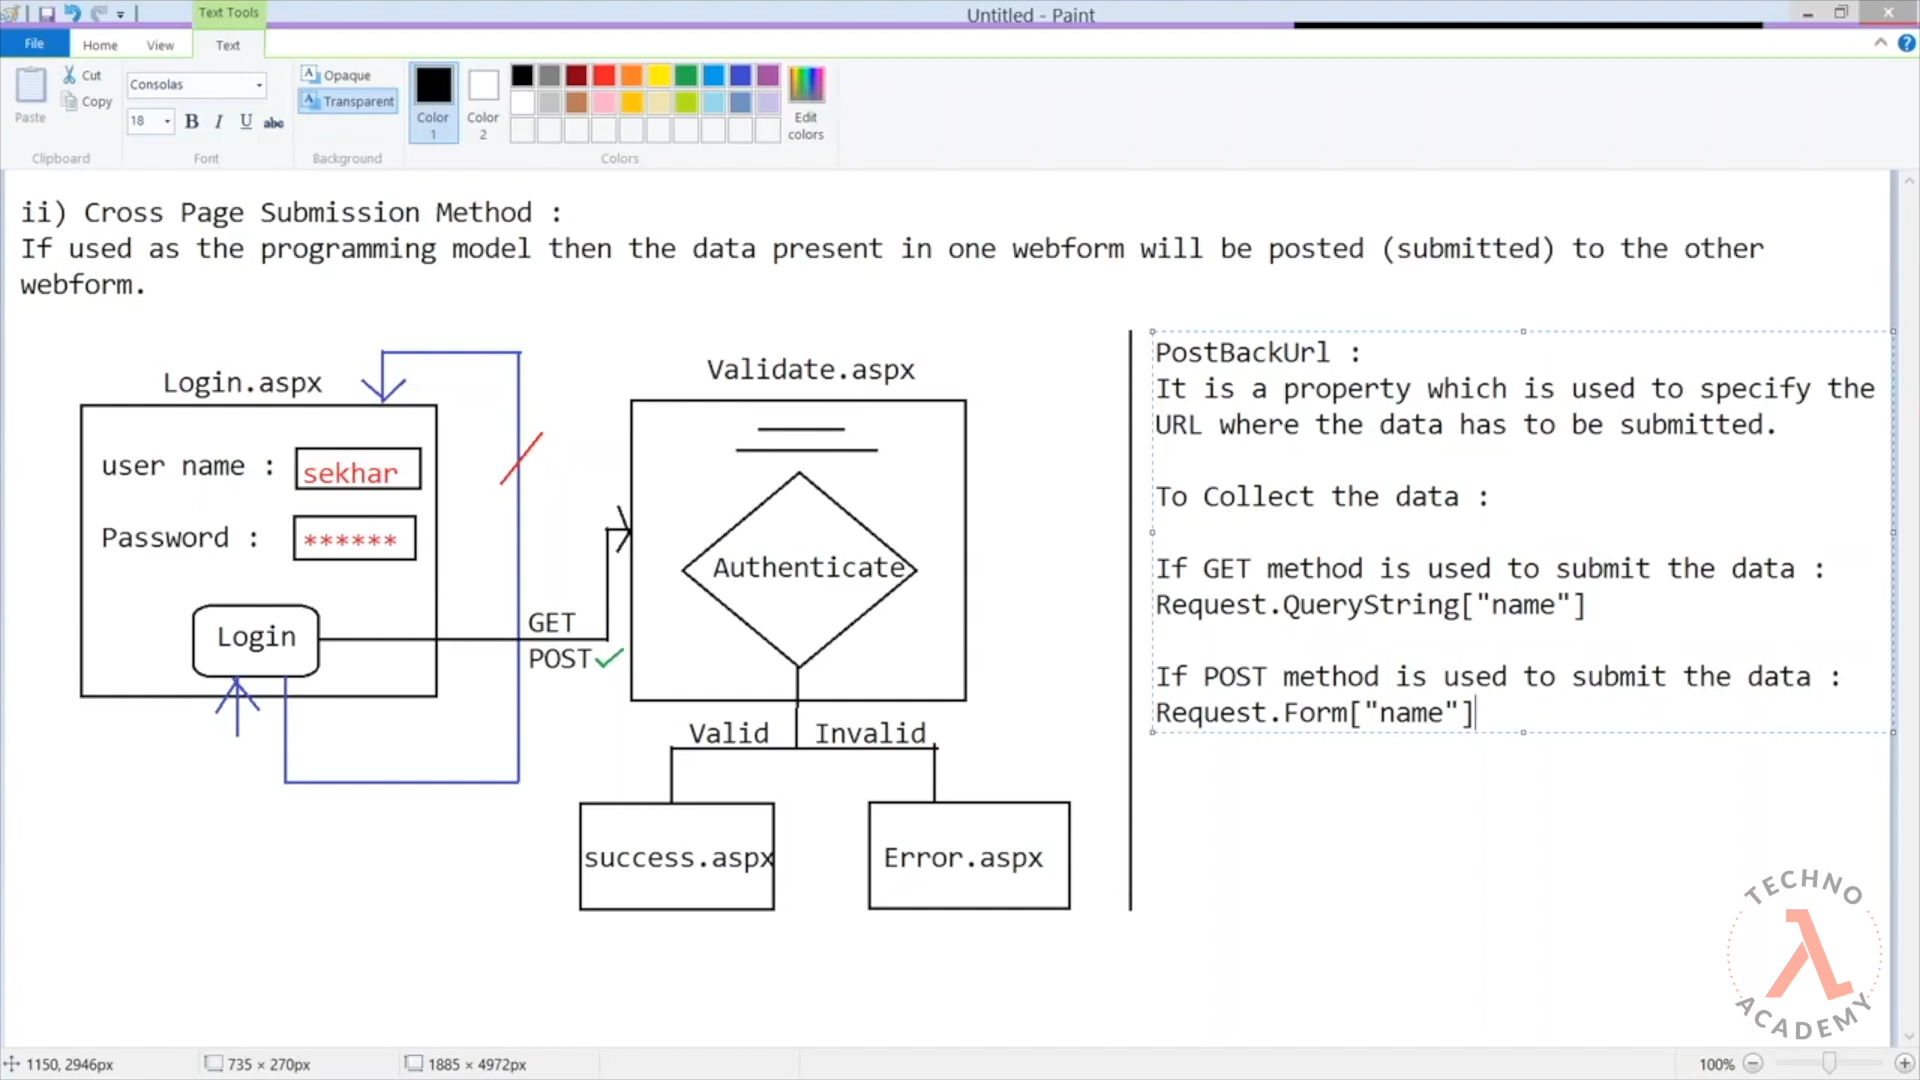 Text Tools
Untitled - Paint
File
Home
View
Text
Paste
Cut
Copy
Clipboard
Consolas
18
B I U abc
Font
Opaque
Transparent
Background
Color 1
Color 2
Edit colors
Colors
ii) Cross Page Submission Method :
If used as the programming model then the data present in one webform will be posted (submitted) to the other
webform.
Login.aspx
user name : sekhar
Password : ******
Login
GET
POST
Validate.aspx
Authenticate
Valid Invalid
success.aspx
Error.aspx
PostBackUrl :
It is a property which is used to specify the
URL where the data has to be submitted.
To Collect the data :
If GET method is used to submit the data :
Request.QueryString["name"]
If POST method is used to submit the data :
Request.Form["name"]
TECHNO
ACADEMY
1150, 2946px
735 × 270px
1885 × 4972px
100%